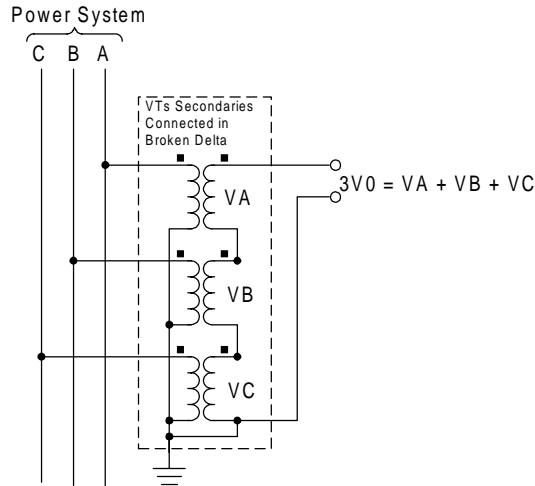 Power System
C B A
VTs Secondaries
Connected in
Broken Delta
VA
3V0 = VA + VB + VC
VB
VC